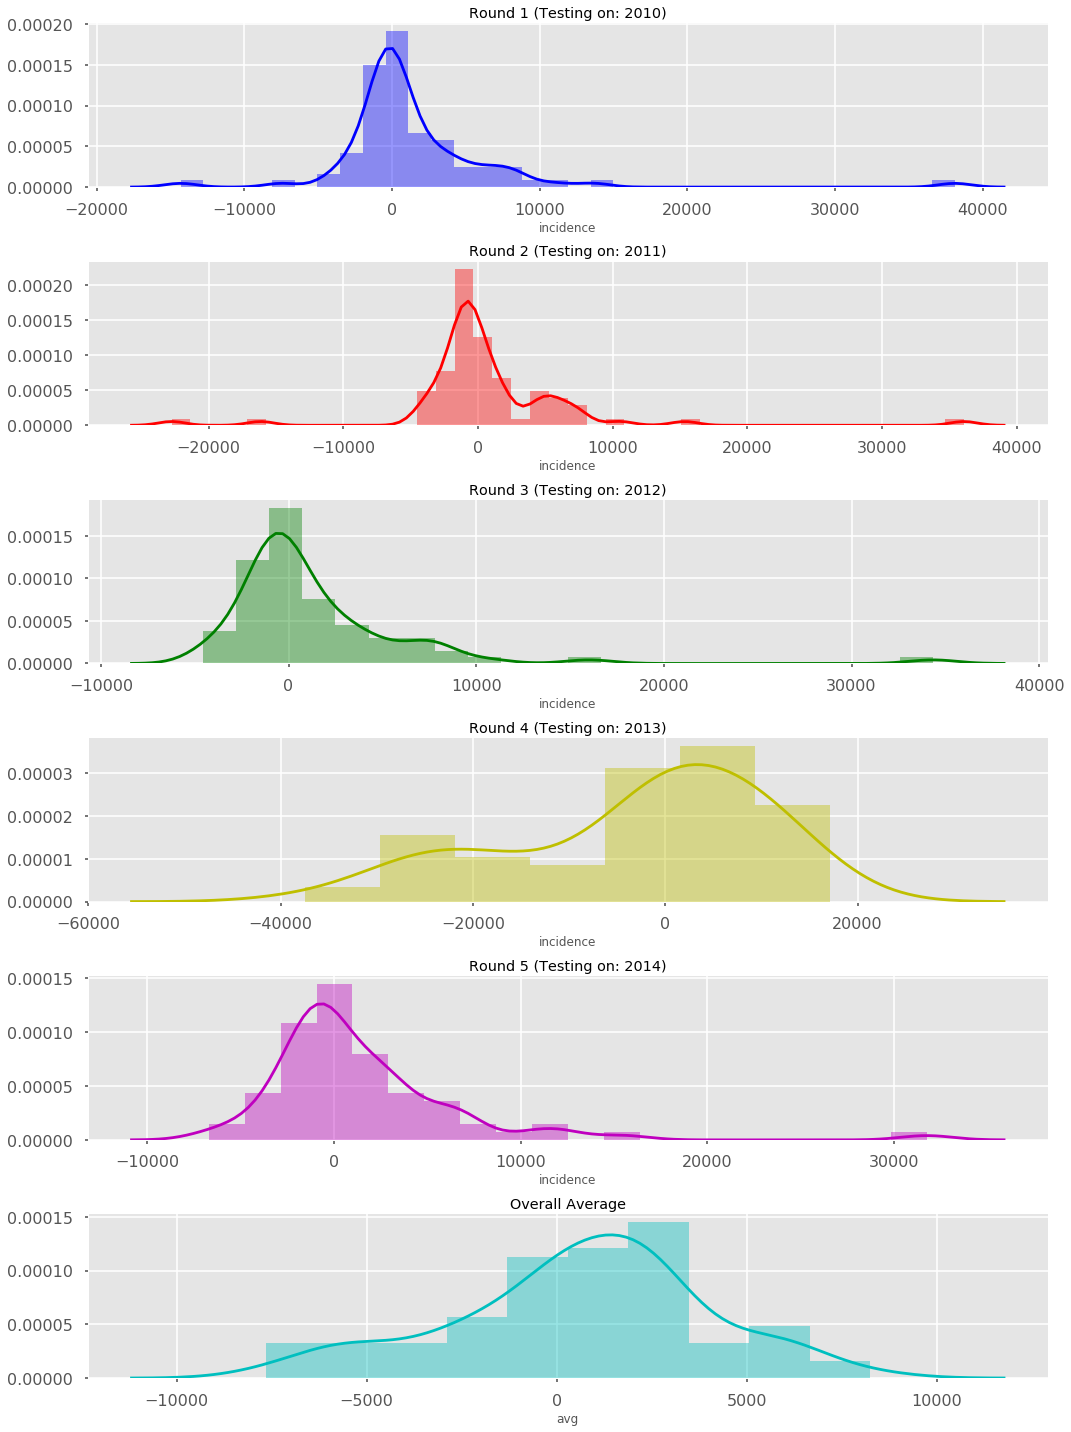 Round 1 (Testing on: 2010)
0.00020
0.00015
0.00010
0.00005
0.00000
−20000 −10000 0 10000 20000 30000 40000
incidence
Round 2 (Testing on: 2011)
0.00020
0.00015
0.00010
0.00005
0.00000
−20000 −10000 0 10000 20000 30000 40000
incidence
Round 3 (Testing on: 2012)
0.00015
0.00010
0.00005
0.00000
−10000 0 10000 20000 30000 40000
incidence
Round 4 (Testing on: 2013)
0.00003
0.00002
0.00001
0.00000
−60000 −40000 −20000 0 20000
incidence
Round 5 (Testing on: 2014)
0.00015
0.00010
0.00005
0.00000
−10000 0 10000 20000 30000
incidence
Overall Average
0.00015
0.00010
0.00005
0.00000
−10000 −5000 0 5000 10000
avg